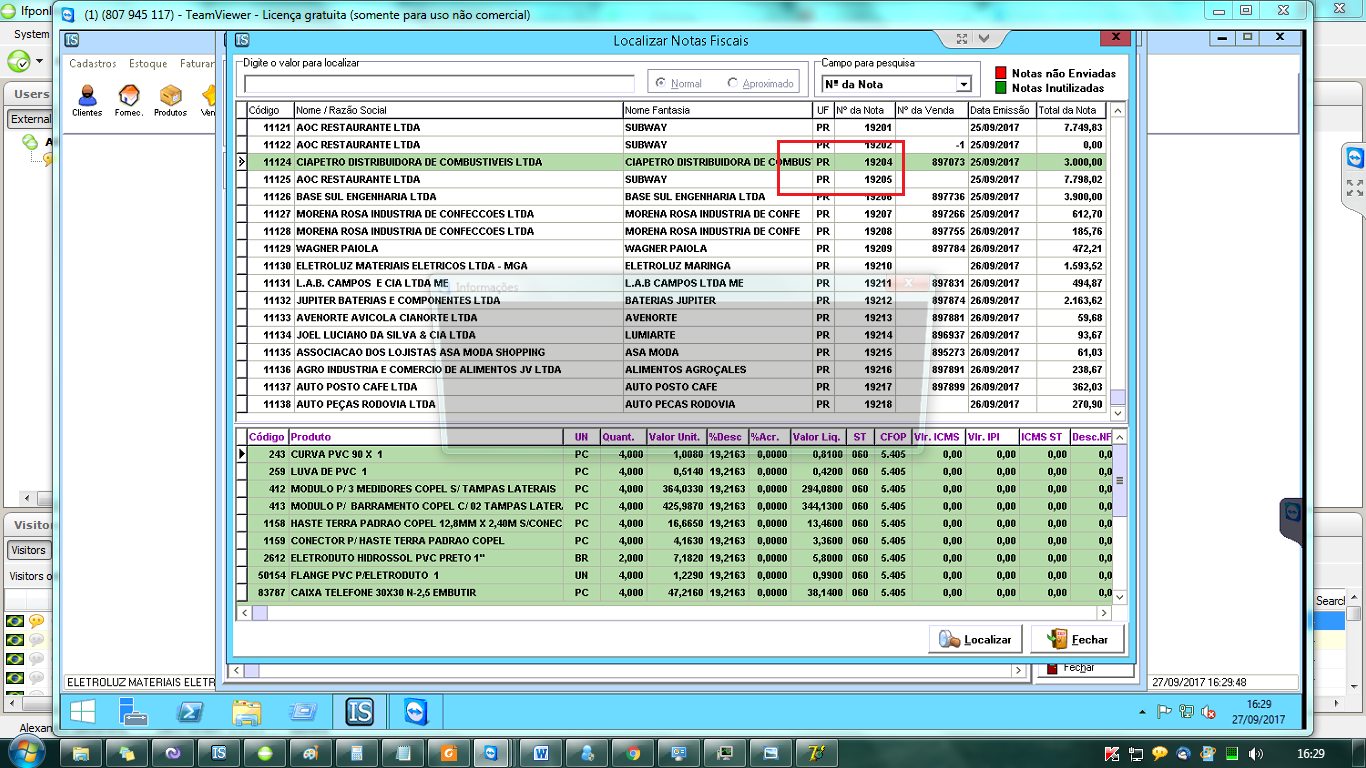 Ifponl
(1) (807 945 117) - TeamViewer - Licença gratuita (somente para uso não comercial)
System
Localizar Notas Fiscais
Cadastros Estoque Faturar
Digite o valor para localizar
Normal Aproximado
Campo para pesquisa
Nº da Nota
Notas não Enviadas
Notas Inutilizadas
Users
External
Clientes Fornec. Produtos Ven
Código Nome / Razão Social Nome Fantasia UF Nº da Nota Nº da Venda Data Emissão Total da Nota
11121 AOC RESTAURANTE LTDA SUBWAY PR 19201 25/09/2017 7.749,83
11122 AOC RESTAURANTE LTDA SUBWAY PR 19202 -1 25/09/2017 0,00
11124 CIAPETRO DISTRIBUIDORA DE COMBUSTIVEIS LTDA CIAPETRO DISTRIBUIDORA DE COMBUS PR 19204 897073 25/09/2017 3.000,00
11125 AOC RESTAURANTE LTDA SUBWAY PR 19205 25/09/2017 7.798,02
11126 BASE SUL ENGENHARIA LTDA BASE SUL ENGENHARIA LTDA PR 19206 897736 25/09/2017 3.900,00
11127 MORENA ROSA INDUSTRIA DE CONFECCOES LTDA MORENA ROSA INDUSTRIA DE CONFE PR 19207 897266 25/09/2017 612,70
11128 MORENA ROSA INDUSTRIA DE CONFECCOES LTDA MORENA ROSA INDUSTRIA DE CONFE PR 19208 897755 26/09/2017 185,76
11129 WAGNER PAIOLA WAGNER PAIOLA PR 19209 897784 26/09/2017 472,21
11130 ELETROLUZ MATERIAIS ELETRICOS LTDA - MGA ELETROLUZ MARINGA PR 19210 26/09/2017 1.593,52
11131 L.A.B. CAMPOS E CIA LTDA ME L.A.B CAMPOS LTDA ME PR 19211 897831 26/09/2017 494,87
Informações
11132 JUPITER BATERIAS E COMPONENTES LTDA BATERIAS JUPITER PR 19212 897874 26/09/2017 2.163,62
11133 AVENORTE AVICOLA CIANORTE LTDA AVENORTE PR 19213 897881 26/09/2017 59,68
11134 JOEL LUCIANO DA SILVA & CIA LTDA LUMIARTE PR 19214 896937 26/09/2017 93,67
11135 ASSOCIACAO DOS LOJISTAS ASA MODA SHOPPING ASA MODA PR 19215 895273 26/09/2017 61,03
11136 AGRO INDUSTRIA E COMERCIO DE ALIMENTOS JV LTDA ALIMENTOS AGROÇALES PR 19216 897891 26/09/2017 238,67
11137 AUTO POSTO CAFE LTDA AUTO POSTO CAFE PR 19217 897899 26/09/2017 362,03
11138 AUTO PEÇAS RODOVIA LTDA AUTO PECAS RODOVIA PR 19218 26/09/2017 270,90
Código Produto UN Quant. Valor Unit. %Desc %Acr. Valor Liq. ST CFOP Vlr. ICMS Vlr. IPI ICMS ST Desc.NF
243 CURVA PVC 90 X 1 PC 4,000 1,0080 19,2163 0,0000 0,8100 060 5.405 0,00 0,00 0,00 0,0
259 LUVA DE PVC 1 PC 4,000 0,5140 19,2163 0,0000 0,4200 060 5.405 0,00 0,00 0,00 0,0
412 MODULO P/ 3 MEDIDORES COPEL S/ TAMPAS LATERAIS PC 4,000 364,0330 19,2163 0,0000 294,0800 060 5.405 0,00 0,00 0,00 0,0
413 MODULO P/ BARRAMENTO COPEL C/ 02 TAMPAS LATER PC 4,000 425,9870 19,2163 0,0000 344,1300 060 5.405 0,00 0,00 0,00 0,0
1158 HASTE TERRA PADRAO COPEL 12,8MM X 2,40M S/CONEC PC 4,000 16,6650 19,2163 0,0000 13,4600 060 5.405 0,00 0,00 0,00 0,0
1159 CONECTOR P/ HASTE TERRA PADRAO COPEL PC 4,000 4,1630 19,2163 0,0000 3,3600 060 5.405 0,00 0,00 0,00 0,0
2612 ELETRODUTO HIDROSSOL PVC PRETO 1" BR 2,000 7,1820 19,2163 0,0000 5,8000 060 5.405 0,00 0,00 0,00 0,0
50154 FLANGE PVC P/ELETRODUTO 1 UN 4,000 1,2290 19,2163 0,0000 0,9900 060 5.405 0,00 0,00 0,00 0,0
83787 CAIXA TELEFONE 30X30 N-2,5 EMBUTIR PC 4,000 47,2160 19,2163 0,0000 38,1400 060 5.405 0,00 0,00 0,00 0,0
Visitor
Visitors
Visitors o
Searcl
Localizar Fechar
Fechar
ELETROLUZ MATERIAIS ELETR
27/09/2017 16:29:48
16:29
27/09/2017
Alexan
16:29